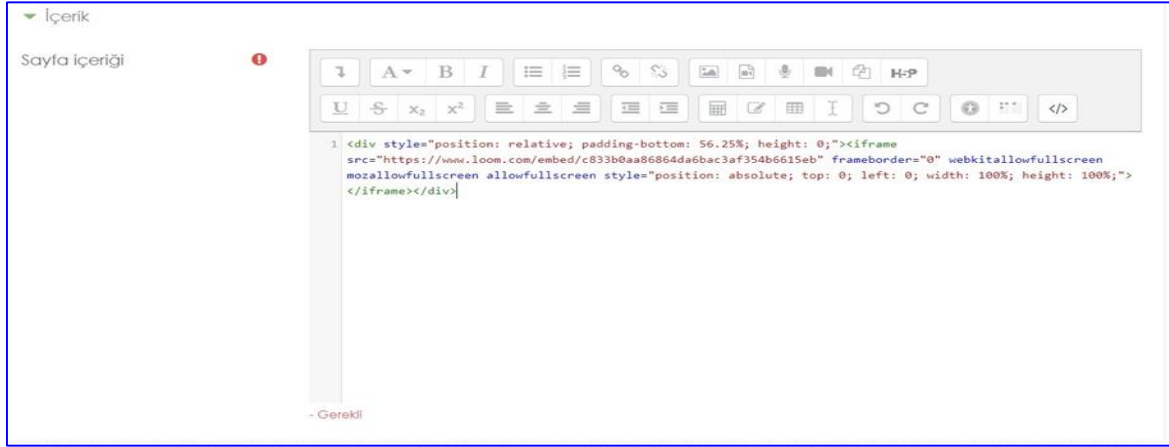 İçerik
Sayfa içeriği
A B I H-P
U S x₂ x² </>
1 <div style="position: relative; padding-bottom: 56.25%; height: 0;"><iframe
src="https://www.loom.com/embed/c833b0aa86864da6bac3af354b6615eb" frameborder="0" webkitallowfullscreen
mozallowfullscreen allowfullscreen style="position: absolute; top: 0; left: 0; width: 100%; height: 100%;">
</iframe></div>
- Gerekli